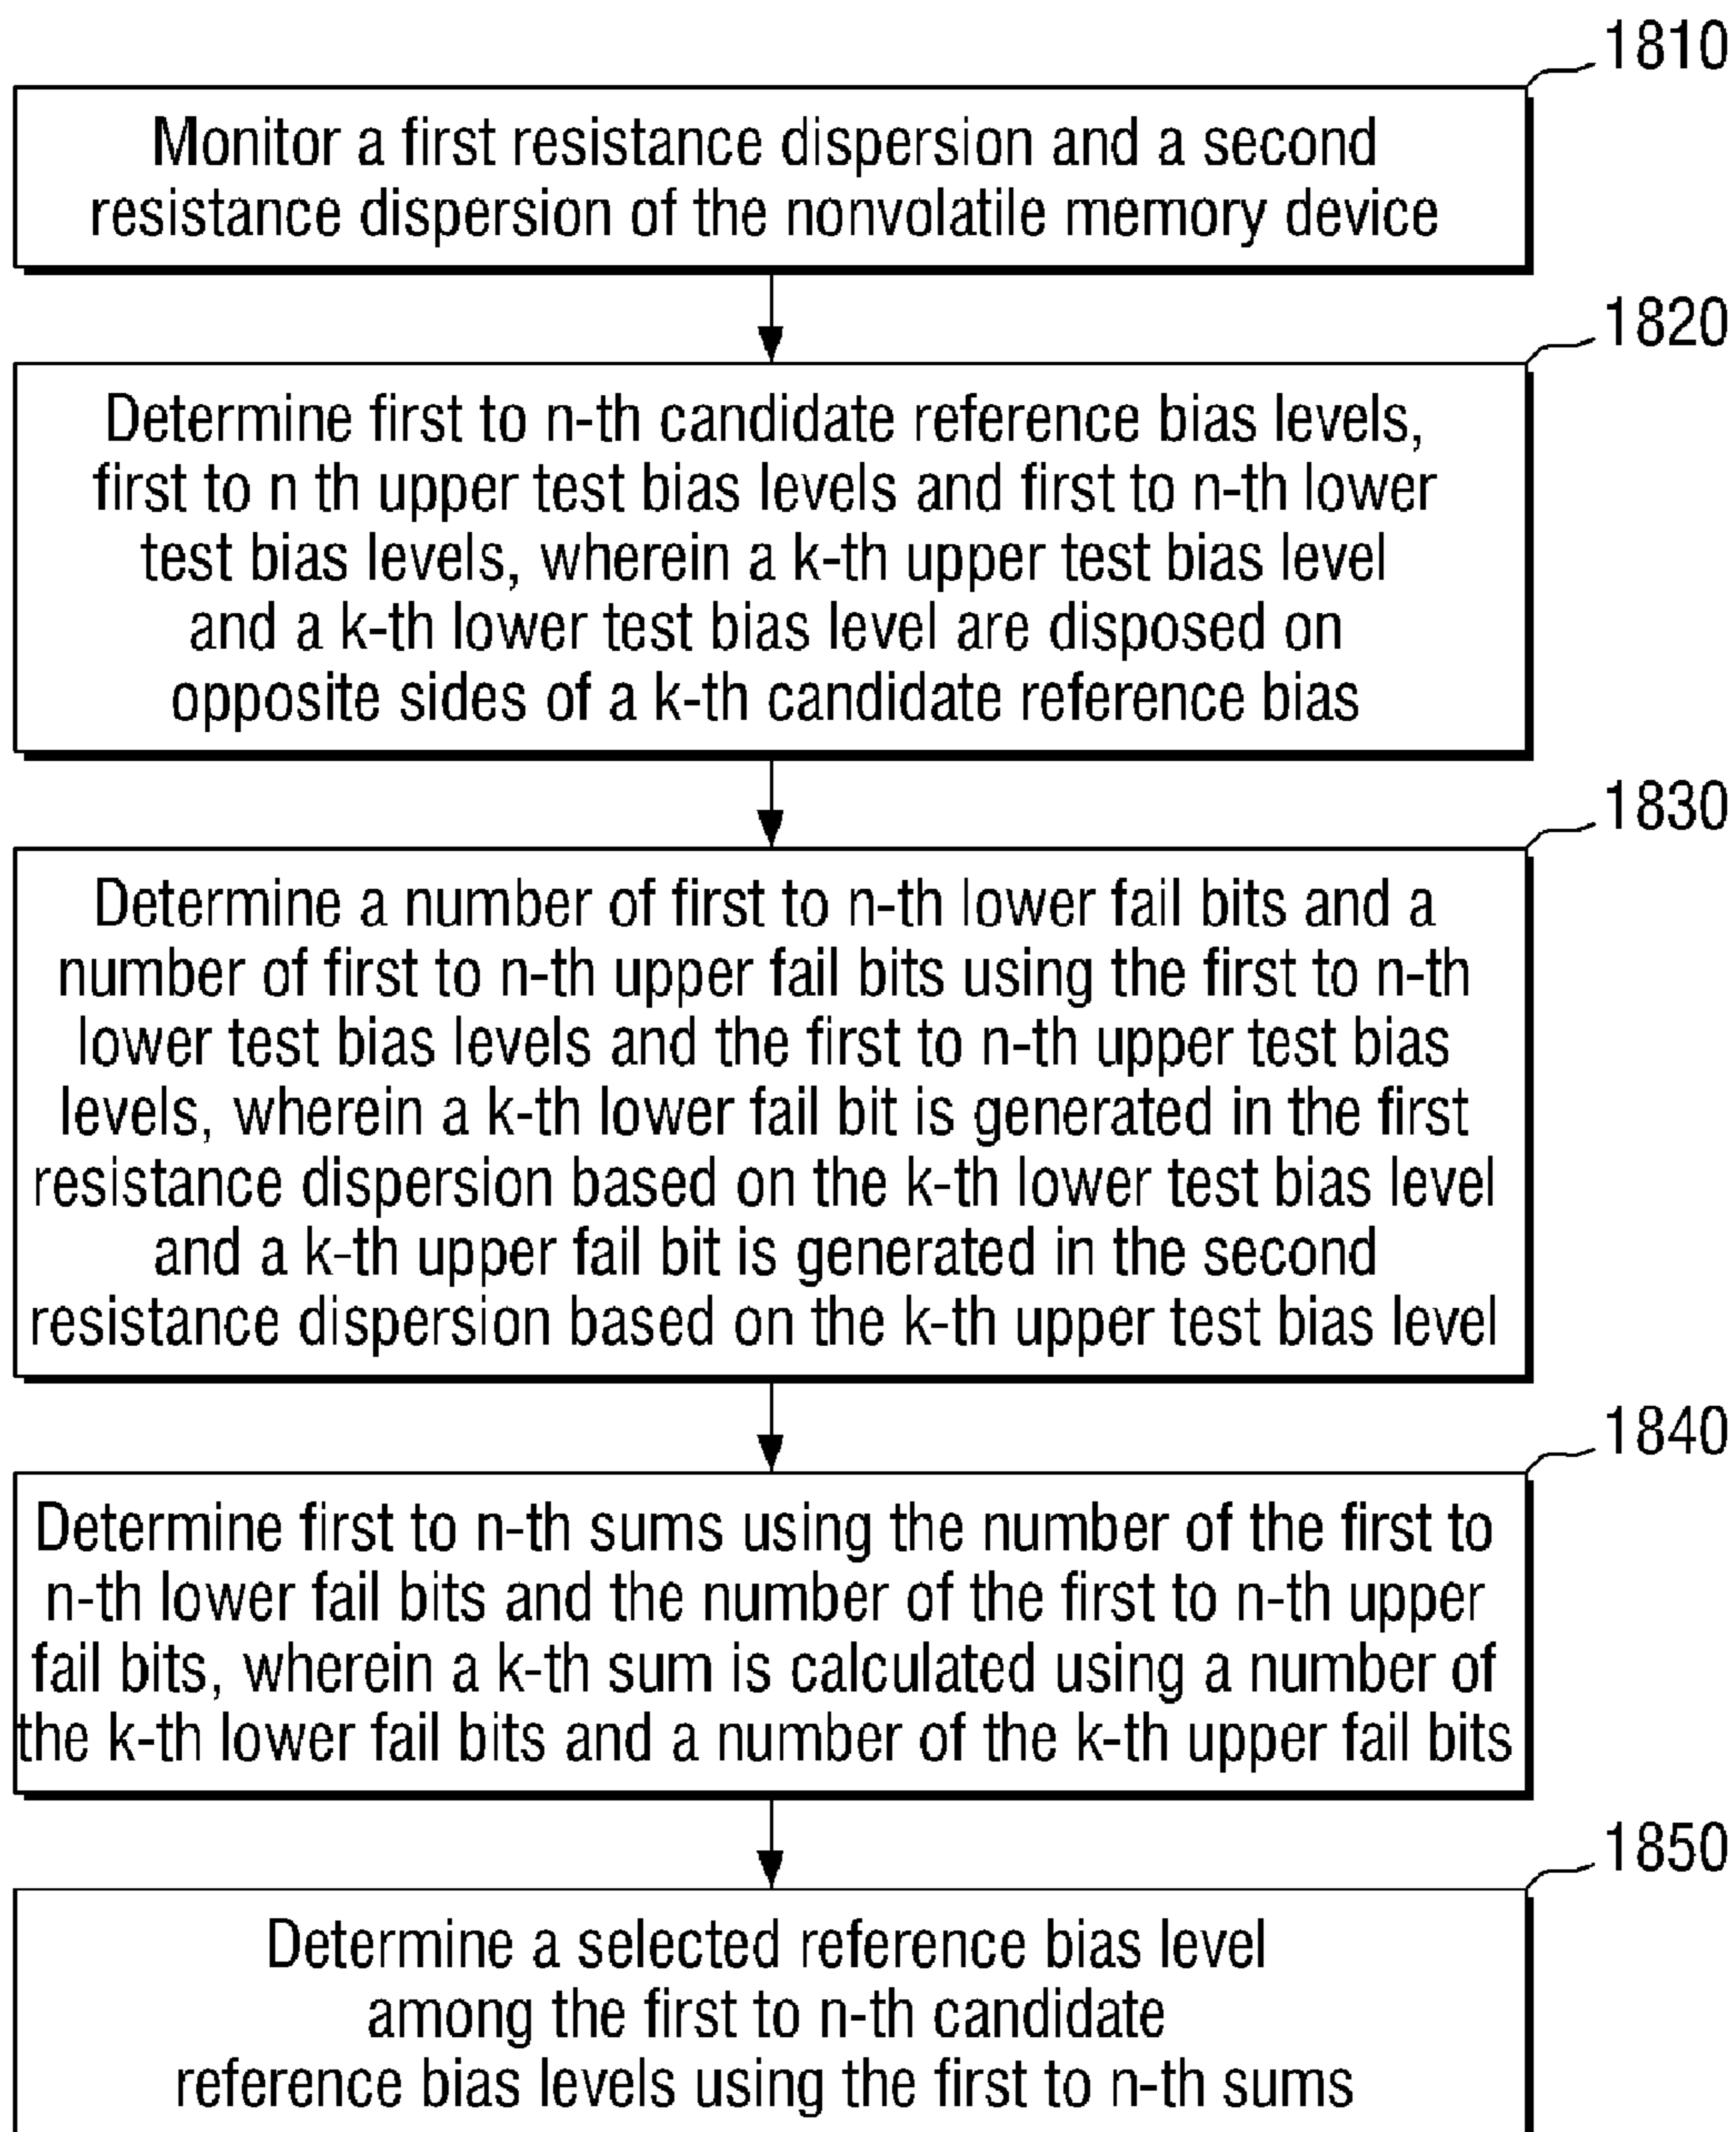 1810
Monitor a first resistance dispersion and a second
resistance dispersion of the nonvolatile memory device
1820
Determine first to n-th candidate reference bias levels,
first to n th upper test bias levels and first to n-th lower
test bias levels, wherein a k-th upper test bias level
and a k-th lower test bias level are disposed on
opposite sides of a k-th candidate reference bias
1830
Determine a number of first to n-th lower fail bits and a
number of first to n-th upper fail bits using the first to n-th
lower test bias levels and the first to n-th upper test bias
levels, wherein a k-th lower fail bit is generated in the first
resistance dispersion based on the k-th lower test bias level
and a k-th upper fail bit is generated in the second
resistance dispersion based on the k-th upper test bias level
1840
Determine first to n-th sums using the number of the first to
n-th lower fail bits and the number of the first to n-th upper
fail bits, wherein a k-th sum is calculated using a number of
the k-th lower fail bits and a number of the k-th upper fail bits
1850
Determine a selected reference bias level
among the first to n-th candidate
reference bias levels using the first to n-th sums